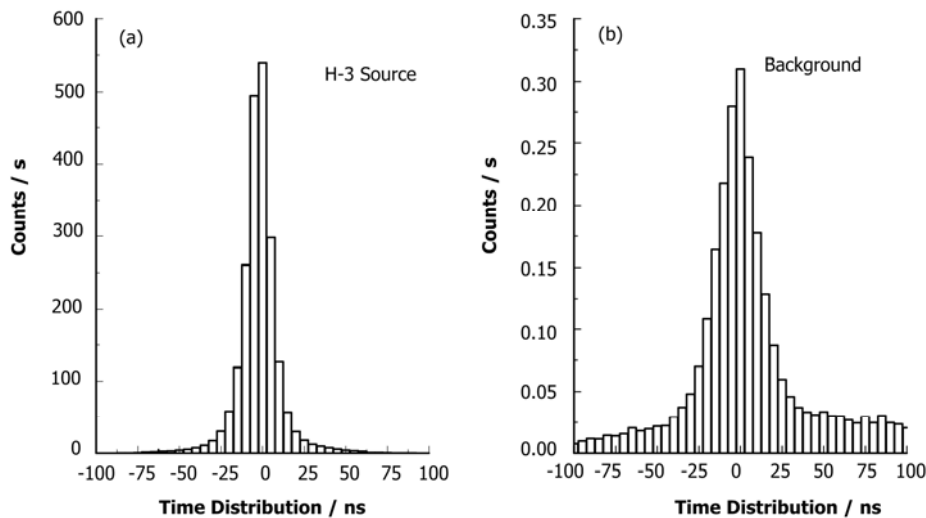 (a)
H-3 Source
Counts / s
600
500
400
300
200
100
0
-100 -75 -50 -25 0 25 50 75 100
Time Distribution / ns
(b)
Background
Counts / s
0.35
0.30
0.25
0.20
0.15
0.10
0.05
0.00
-100 -75 -50 -25 0 25 50 75 100
Time Distribution / ns